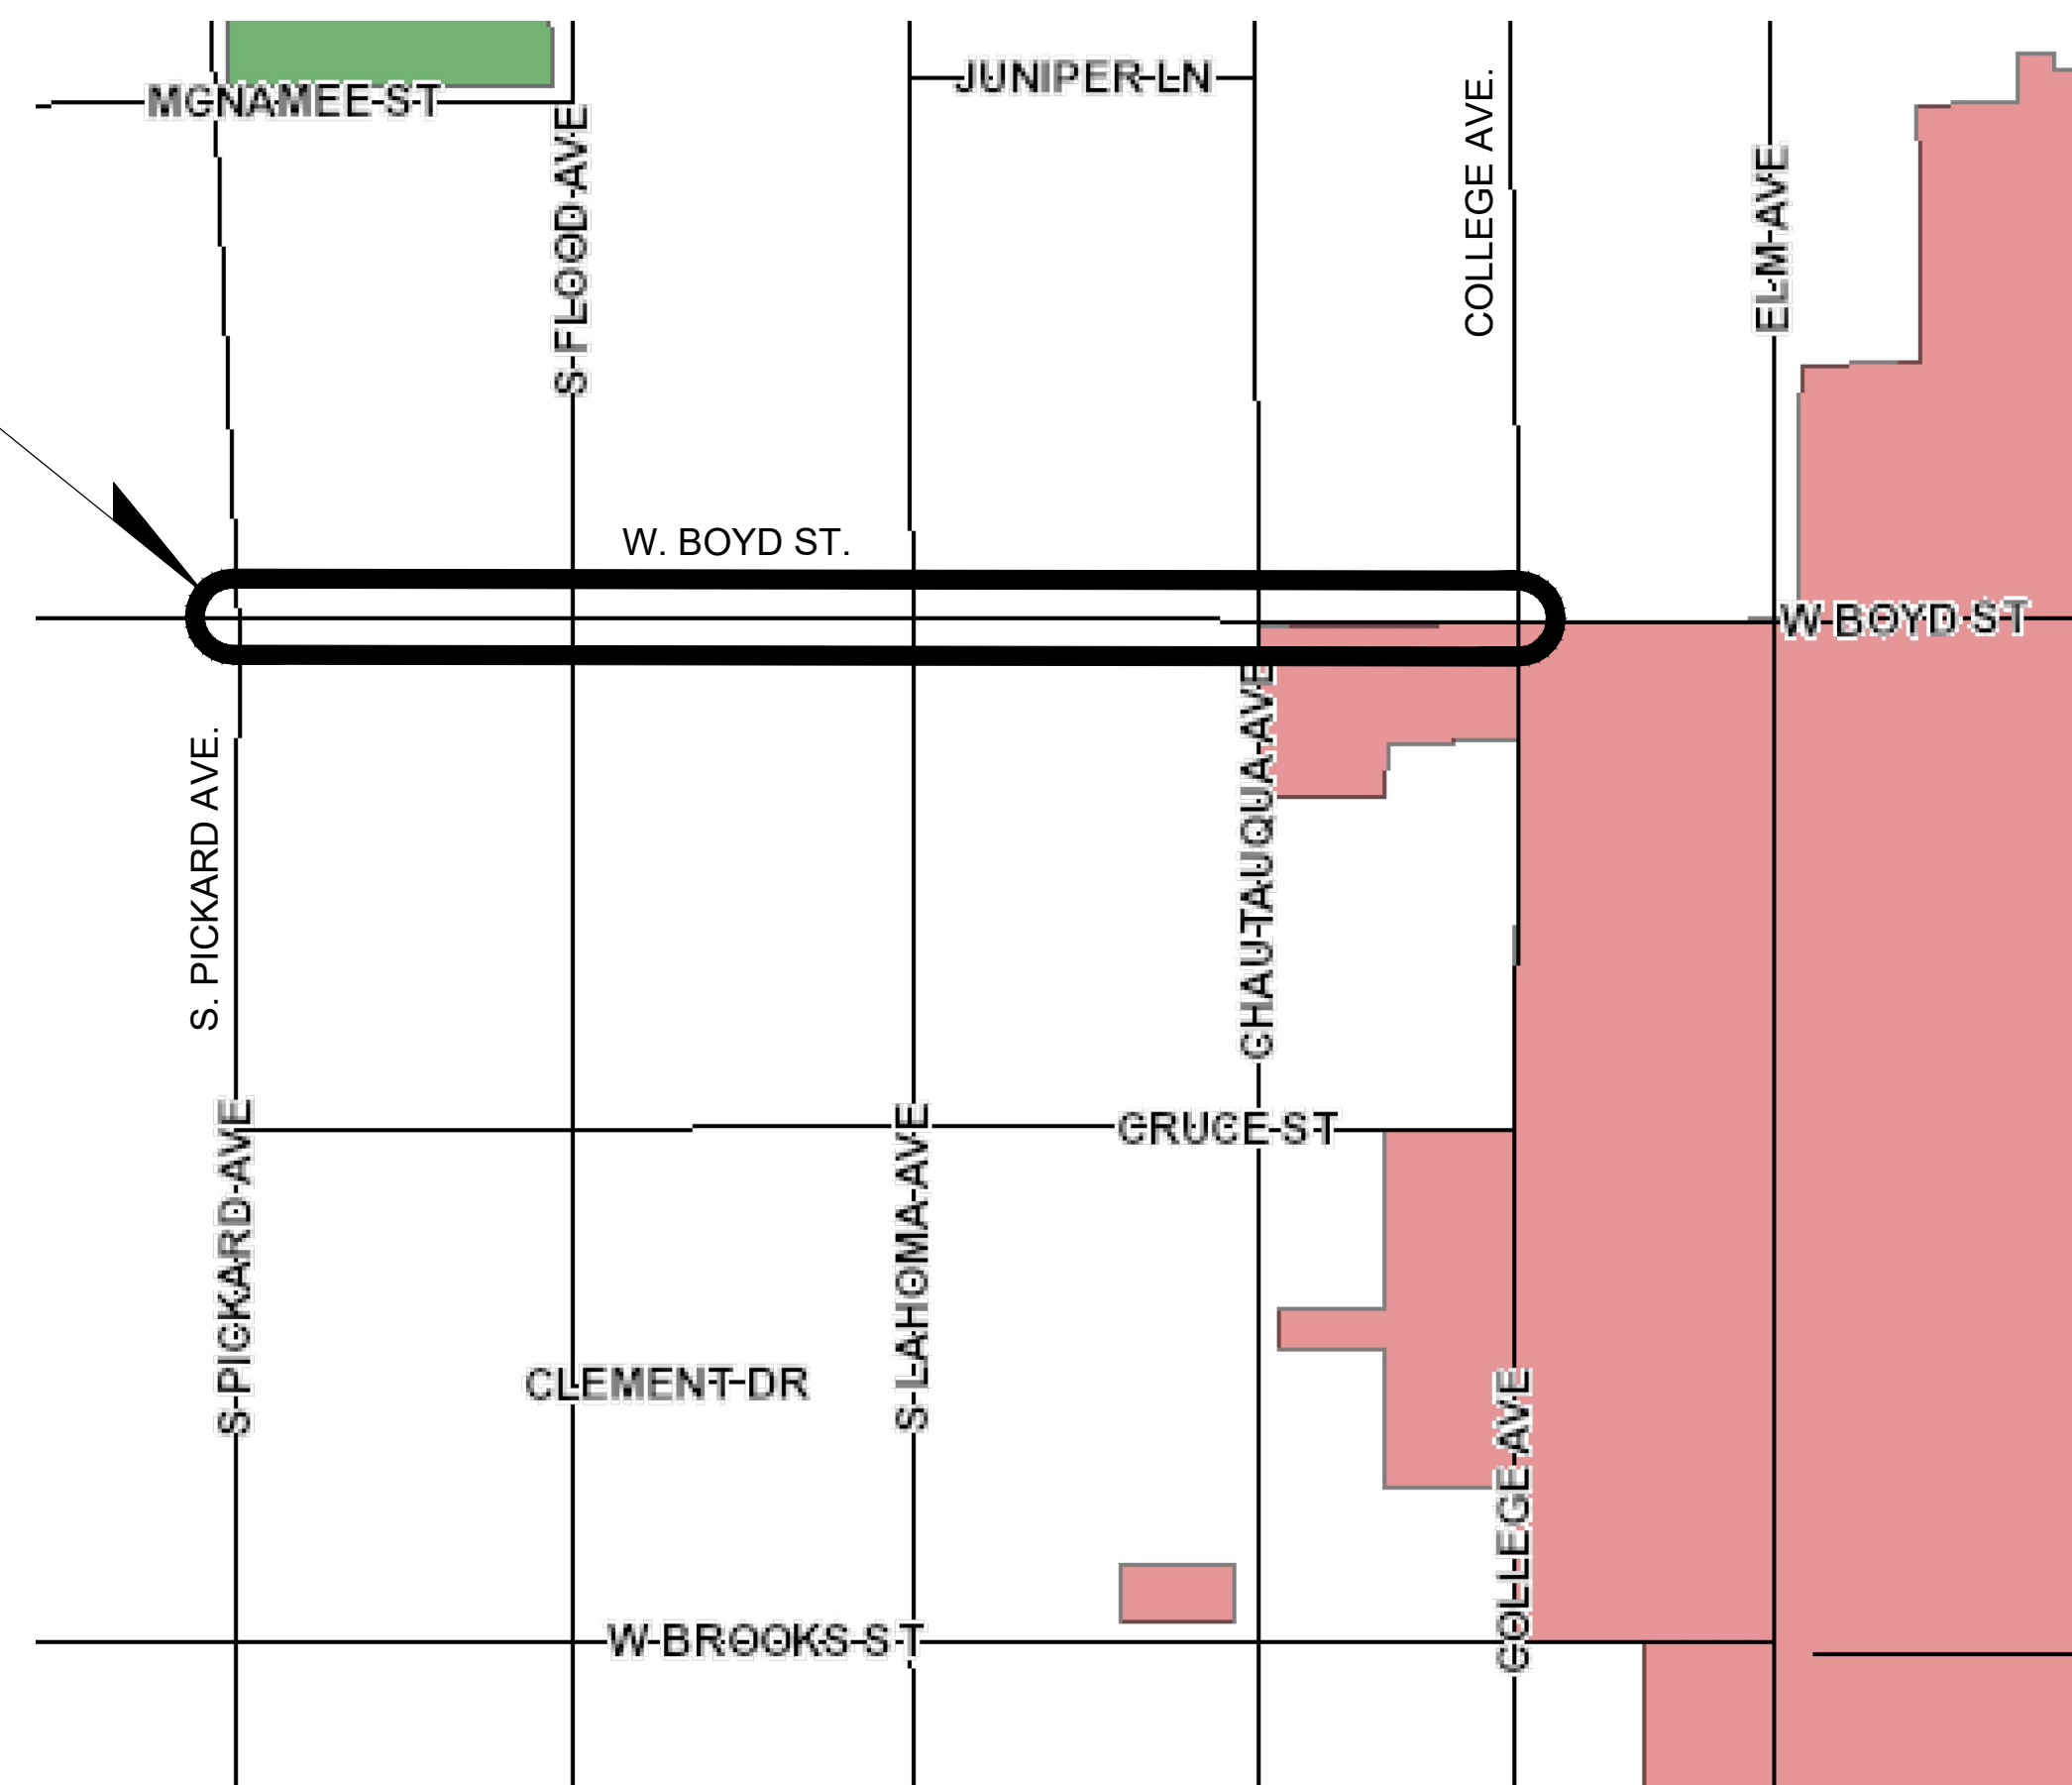 JUNIPER LN
MCNAMEE ST
COLLEGE AVE.
S FLOOD AVE
ELM AVE
W. BOYD ST.
W BOYD ST
S. PICKARD AVE.
CHAUTAUQUA AVE
CRUCE ST
S PICKARD AVE
S LAHOMA AVE
CLEMENT DR
COLLEGE AVE
W BROOKS ST